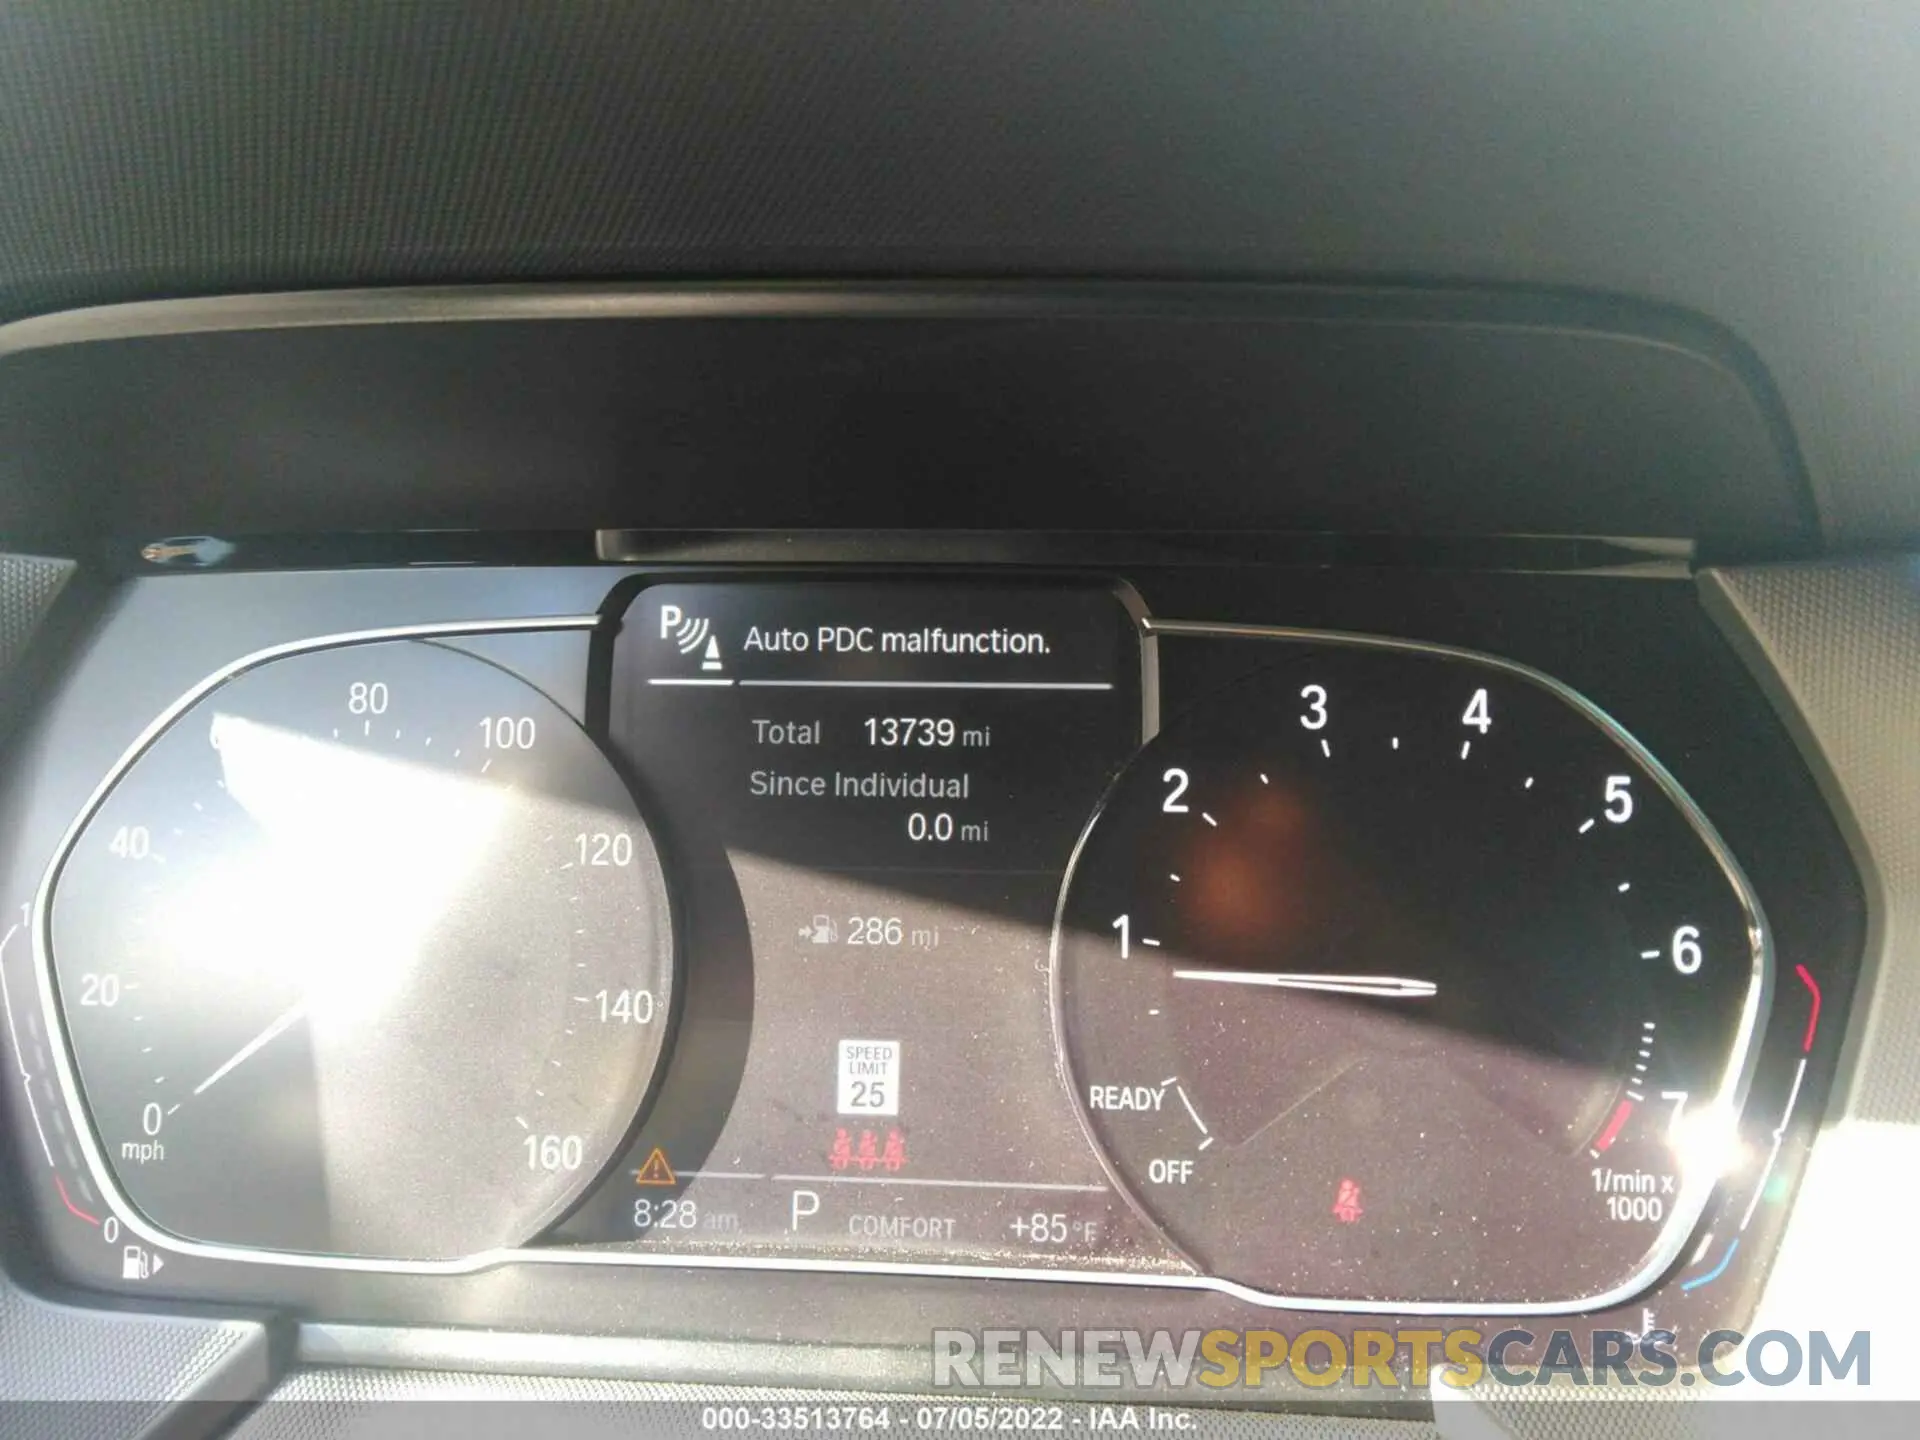 Auto PDC malfunction.
Total 13739 mi
Since Individual
0.0 mi
286 mi
SPEED
LIMIT
25
8:28 am P COMFORT +85 °F
0
20
40
80
100
120
140
160
mph
1
0
READY
OFF
1
2
3
4
5
6
7
1/min x
1000
RENEWSPORTSCARS.COM
000-33513764 - 07/05/2022 - IAA Inc.